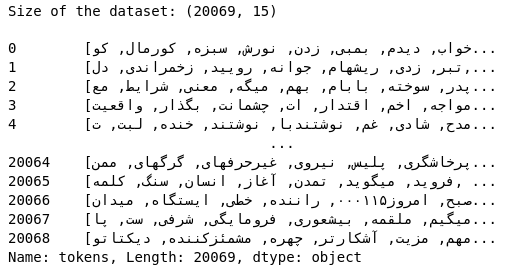 Size of the dataset: (20069, 15)
0 [خواب, دیدم, بمبی, زدن, نورش, سبزه, کورمال, کو...
1 [تبر, زدی, ریشهام, جوانه, رویید, زخمراندی, دل,...
2 [پدر, سوخته, بابام, بهم, میگه, معنی, شرایط, مع...
3 [مواجه, اخم, اقتدار, ات, چشمانت, بگذار, واقعیت...
4 [مدح, شادی, غم, نوشتندبا, نوشتند, خنده, لبت, ت...
...
20064 [پرخاشگری, پلیس, نیروی, غیرحرفهای, گرگهای, ممن...
20065 [فروید, میگوید, تمدن, آغاز, انسان, سنگ, کلمه, ...
20066 [صبح, امروز۰۰۰۱۱۵, راننده, خطی, ایستگاه, میدان...
20067 [میگیم, ملقمه, بیشعوری, فرومایگی, شرفی, ست, پا...
20068 [مهم, مزیت, آشکارتر, چهره, مشمئزکننده, دیکتاتو...
Name: tokens, Length: 20069, dtype: object